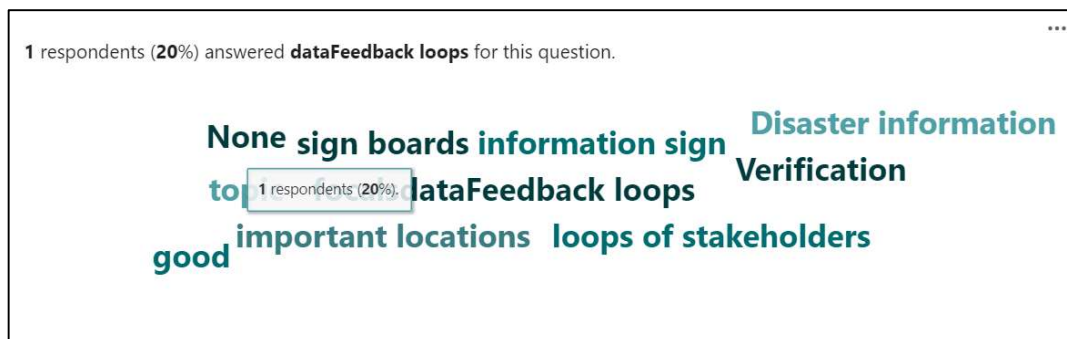 ...
1 respondents (20%) answered dataFeedback loops for this question.
None sign boards information sign Disaster information
Verification
1 respondents (20%). dataFeedback loops
important locations loops of stakeholders
good